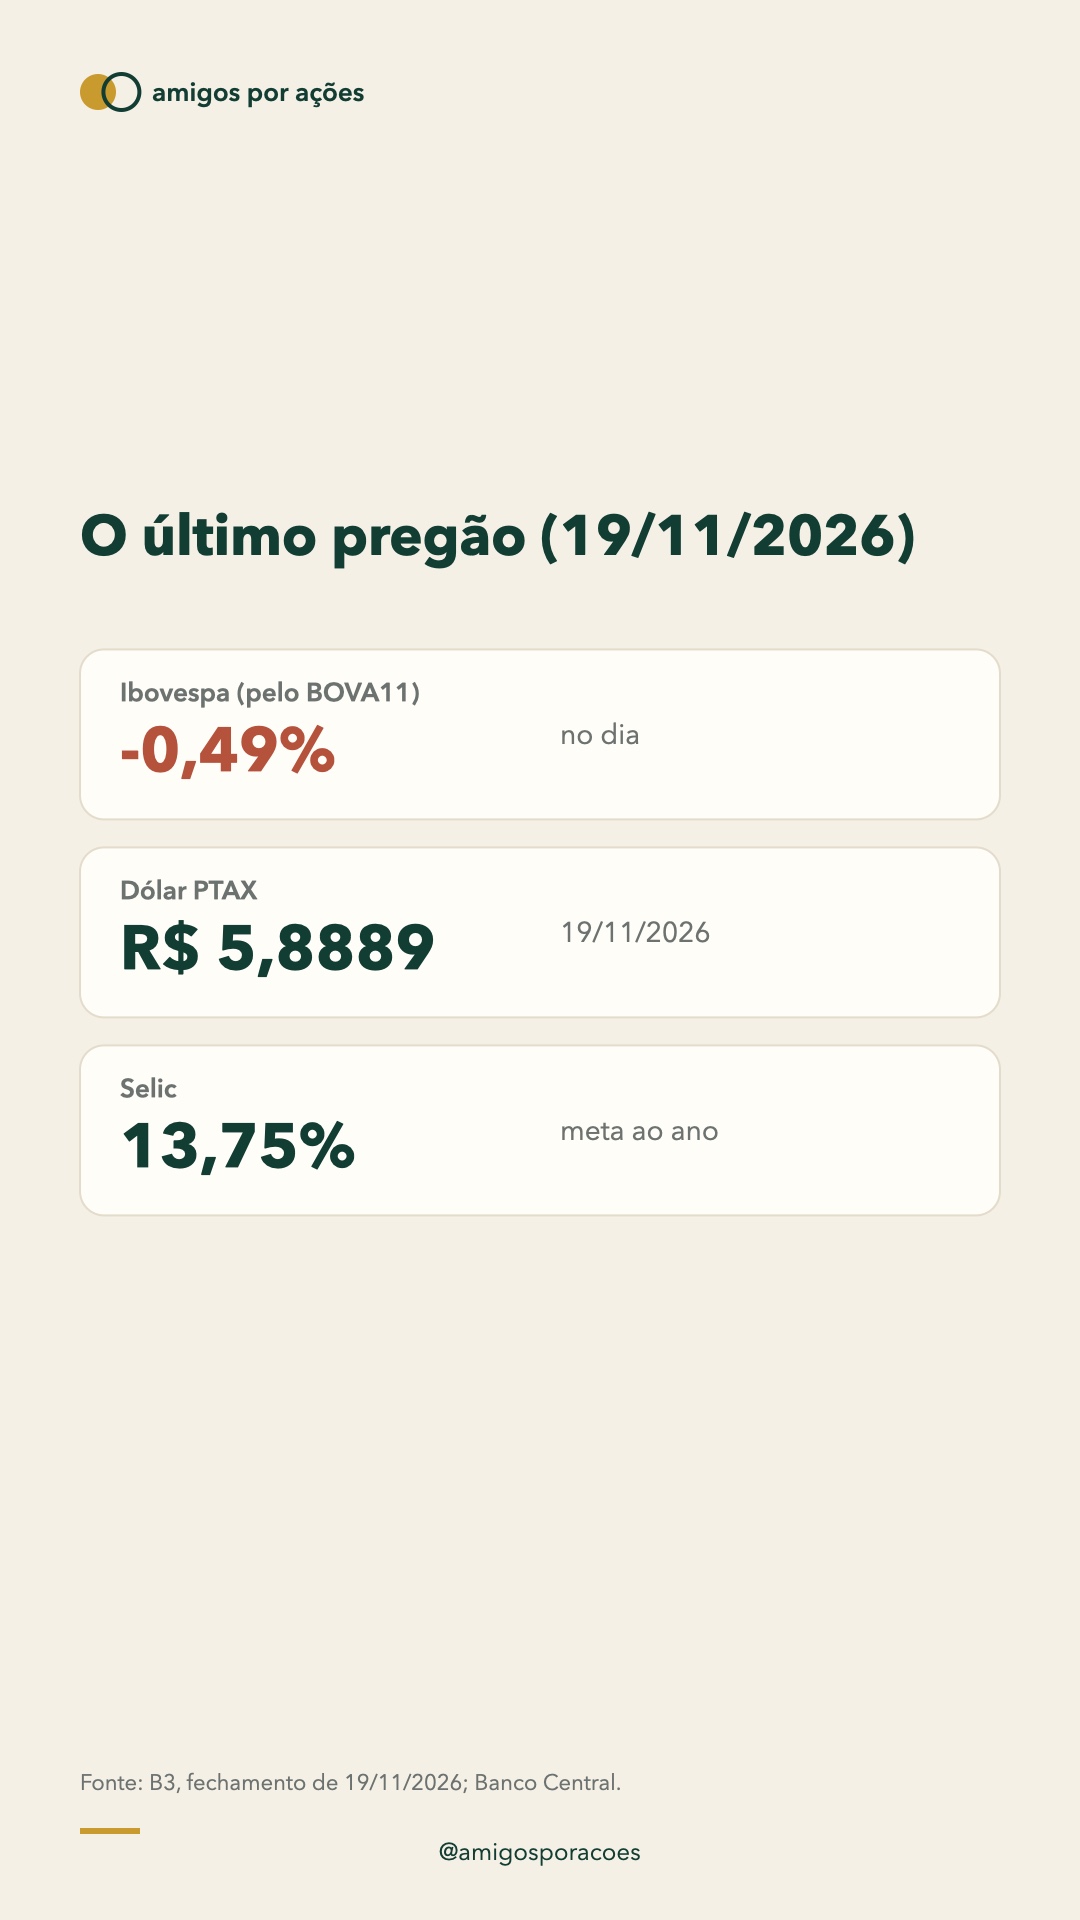 amigos por ações
O último pregão (19/11/2026)
Ibovespa (pelo BOVA11)
-0,49%
no dia
Dólar PTAX
R$ 5,8889
19/11/2026
Selic
13,75%
meta ao ano
Fonte: B3, fechamento de 19/11/2026; Banco Central.
@amigosporacoes